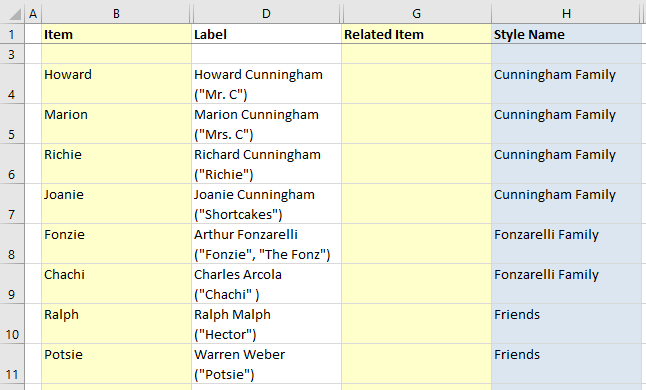 A B D G H
1 Item Label Related Item Style Name
3
4 Howard Howard Cunningham Cunningham Family
("Mr. C")
5 Marion Marion Cunningham Cunningham Family
("Mrs. C")
6 Richie Richard Cunningham Cunningham Family
("Richie")
7 Joanie Joanie Cunningham Cunningham Family
("Shortcakes")
8 Fonzie Arthur Fonzarelli Fonzarelli Family
("Fonzie", "The Fonz")
9 Chachi Charles Arcola Fonzarelli Family
("Chachi" )
10 Ralph Ralph Malph Friends
("Hector")
11 Potsie Warren Weber Friends
("Potsie")